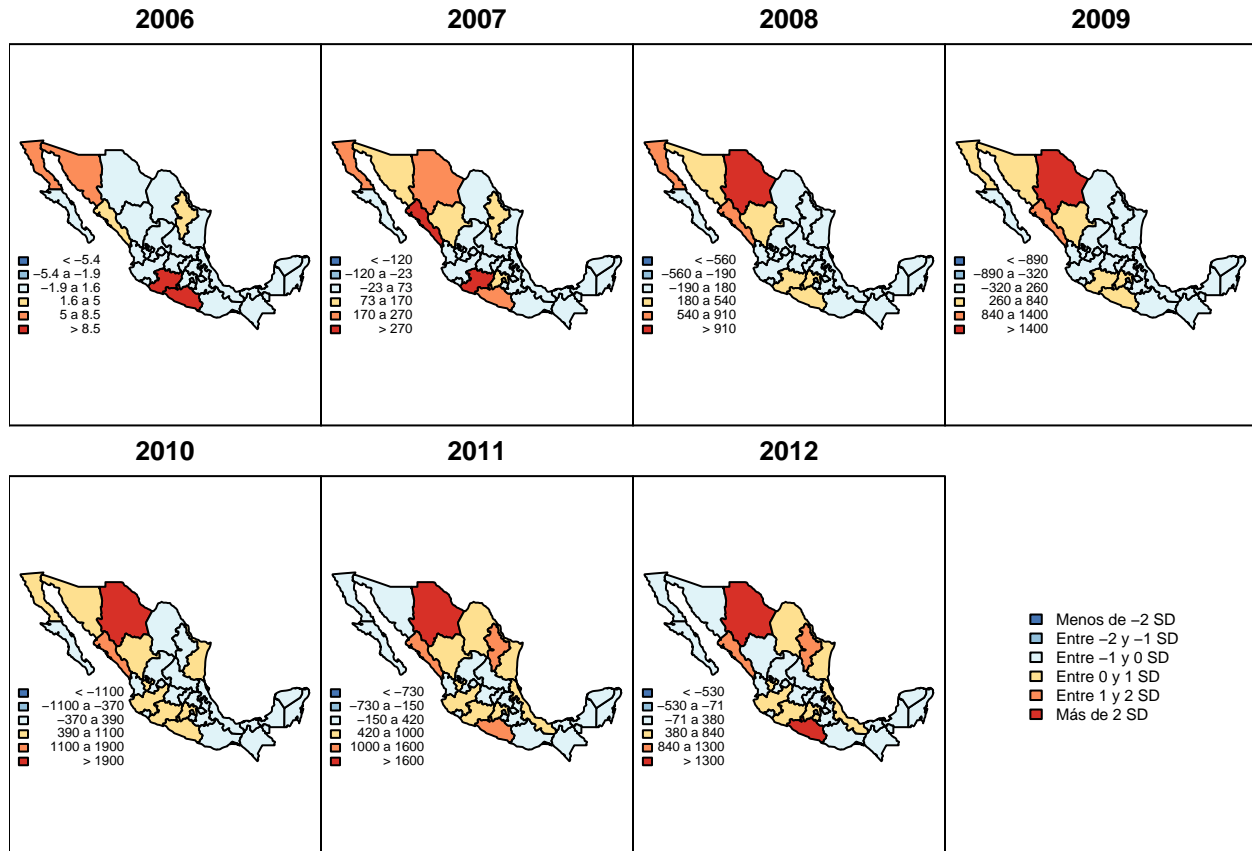 2006
2007
2008
2009
< −5.4
−5.4 a −1.9
−1.9 a 1.6
1.6 a 5
5 a 8.5
> 8.5
< −120
−120 a −23
−23 a 73
73 a 170
170 a 270
> 270
< −560
−560 a −190
−190 a 180
180 a 540
540 a 910
> 910
< −890
−890 a −320
−320 a 260
260 a 840
840 a 1400
> 1400
2010
2011
2012
< −1100
−1100 a −370
−370 a 390
390 a 1100
1100 a 1900
> 1900
< −730
−730 a −150
−150 a 420
420 a 1000
1000 a 1600
> 1600
< −530
−530 a −71
−71 a 380
380 a 840
840 a 1300
> 1300
Menos de −2 SD
Entre −2 y −1 SD
Entre −1 y 0 SD
Entre 0 y 1 SD
Entre 1 y 2 SD
Más de 2 SD